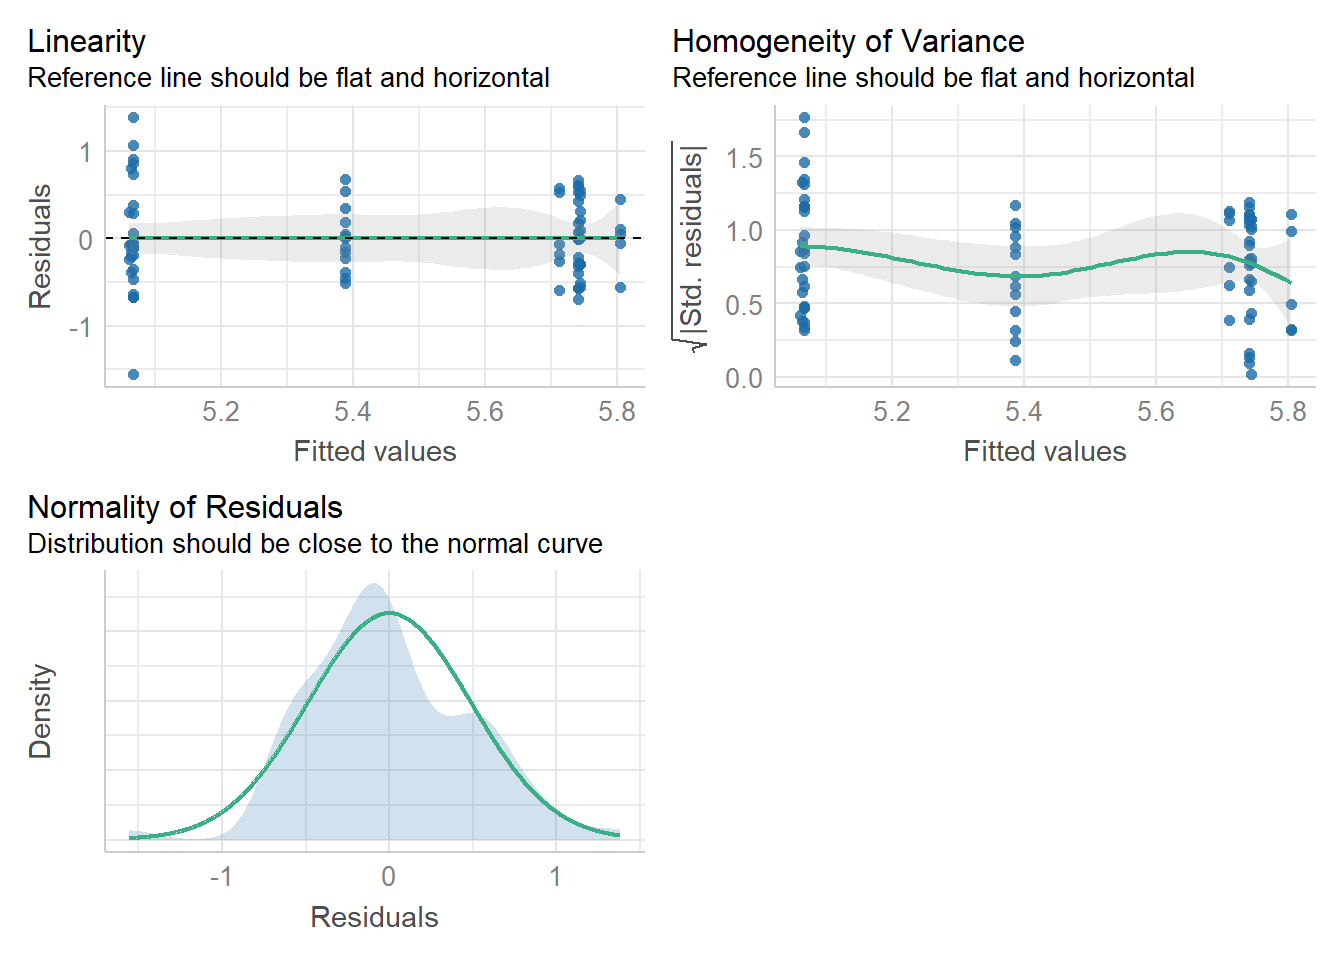 Linearity
Reference line should be flat and horizontal
1
0
-1
Residuals
5.2 5.4 5.6 5.8
Fitted values
Homogeneity of Variance
Reference line should be flat and horizontal
1.5
1.0
0.5
0.0
√|Std. residuals|
5.2 5.4 5.6 5.8
Fitted values
Normality of Residuals
Distribution should be close to the normal curve
Density
-1 0 1
Residuals